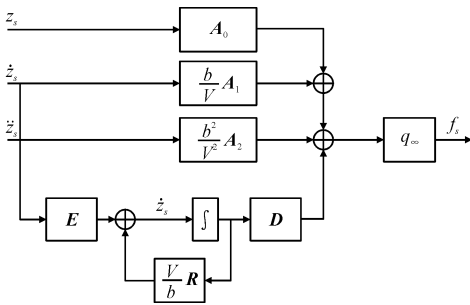 z_s
A_0
ż_s
b/V A_1
z̈_s
b²/V² A_2
q_∞
f_s
E
ż_s
∫
D
V/b R